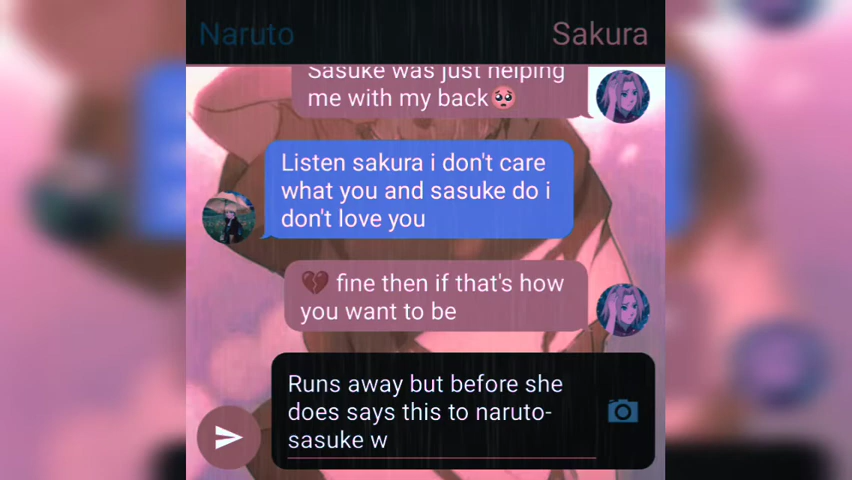 Naruto Sakura
Sasuke was just helping
me with my back🥺
Listen sakura i don't care
what you and sasuke do i
don't love you
💔 fine then if that's how
you want to be
Runs away but before she
does says this to naruto-
sasuke w